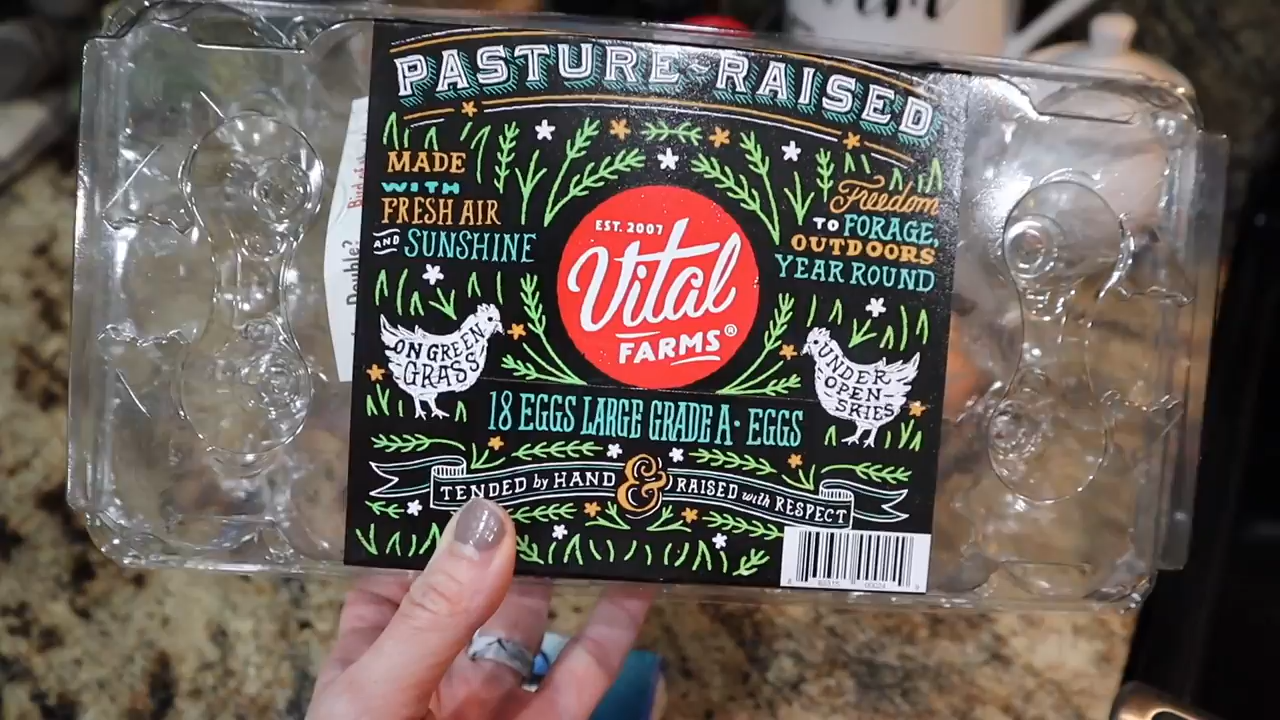 PASTURE-RAISED
MADE
WITH
FRESH AIR
AND SUNSHINE
Freedom
TO FORAGE,
OUTDOORS
YEAR ROUND
EST. 2007
Vital
FARMS®
ON GREEN
GRASS
UNDER
OPEN
SKIES
18 EGGS LARGE GRADE A• EGGS
TENDED by HAND & RAISED with RESPECT
Double?